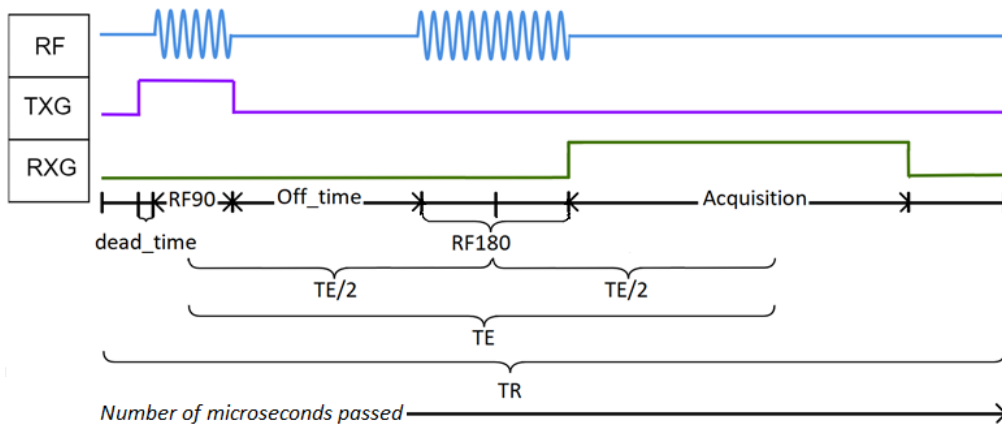 RF
TXG
RXG
RF90 Off_time Acquisition
dead_time RF180
TE/2 TE/2
TE
TR
Number of microseconds passed